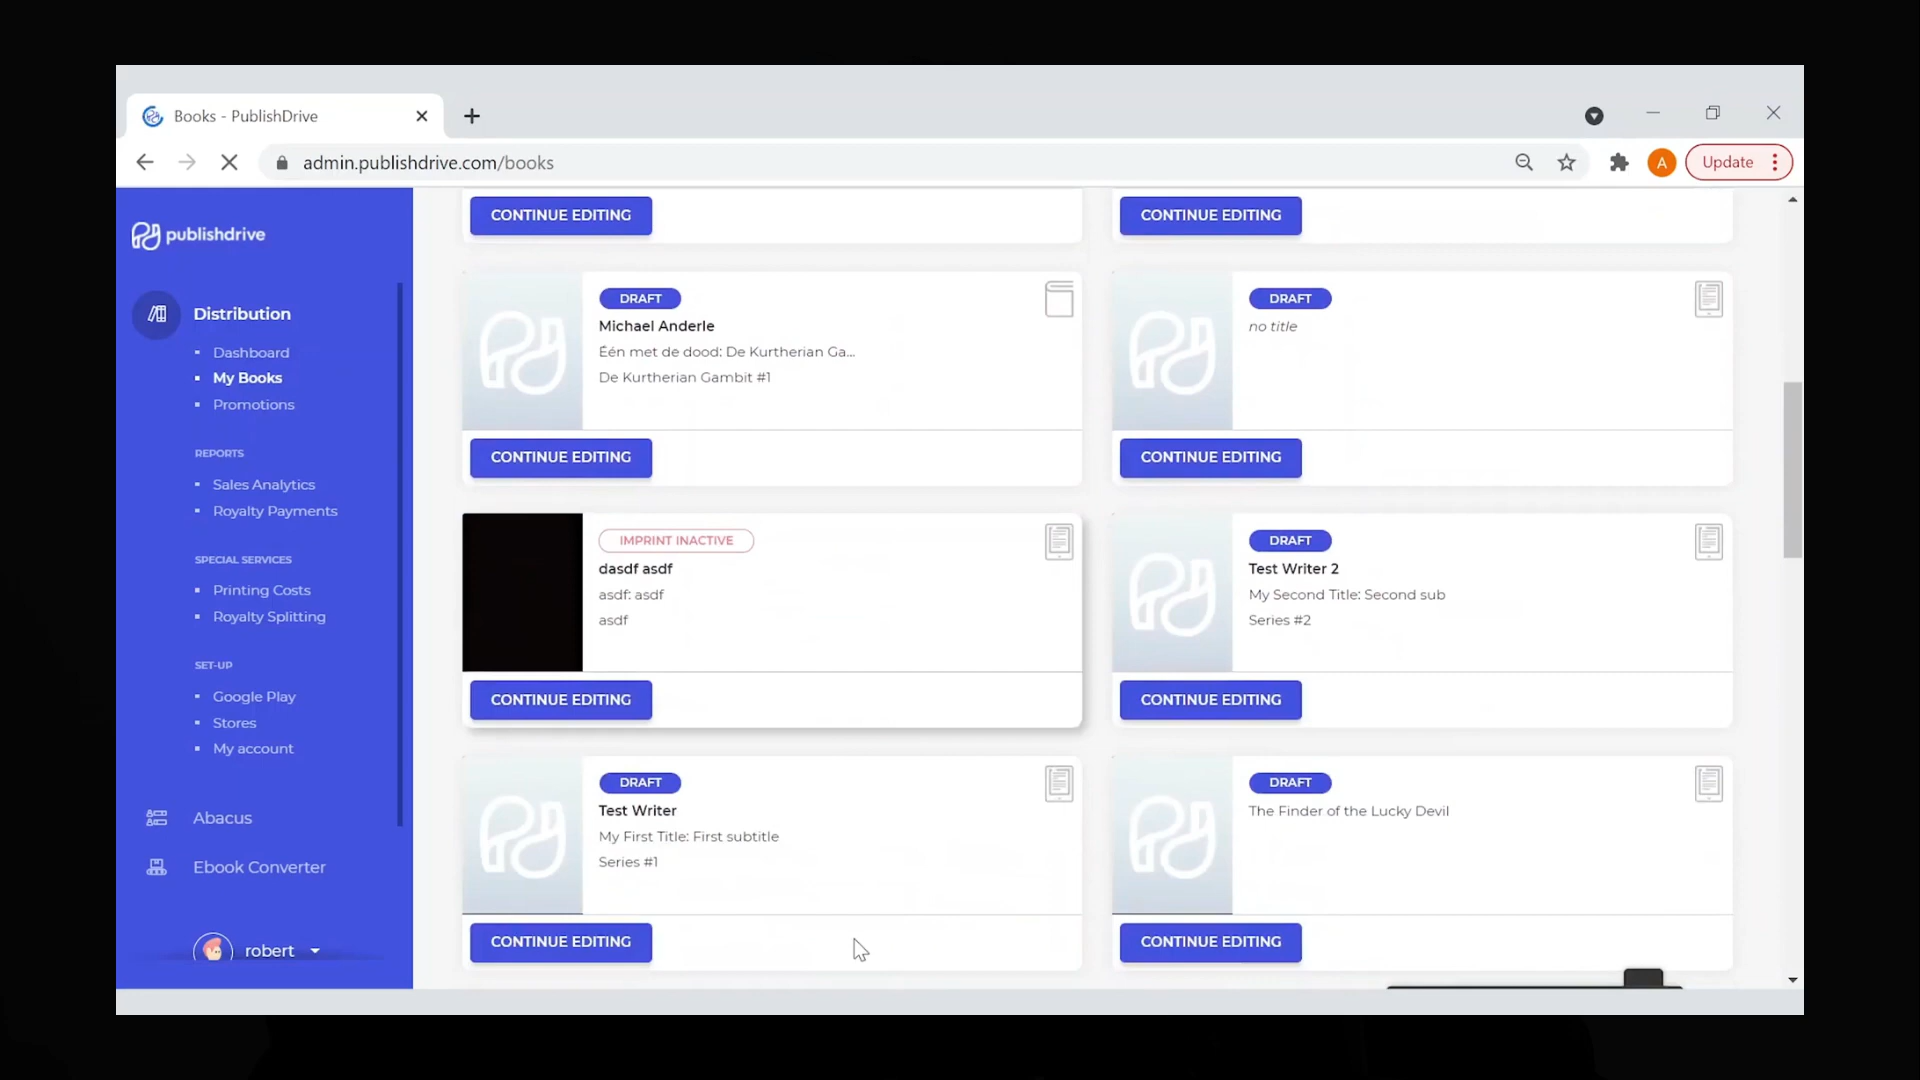 Books - PublishDrive
admin.publishdrive.com/books
A
Update
publishdrive
Distribution
Dashboard
My Books
Promotions
REPORTS
Sales Analytics
Royalty Payments
SPECIAL SERVICES
Printing Costs
Royalty Splitting
SET-UP
Google Play
Stores
My account
Abacus
Ebook Converter
robert
CONTINUE EDITING
CONTINUE EDITING
DRAFT
Michael Anderle
Één met de dood: De Kurtherian Ga...
De Kurtherian Gambit #1
CONTINUE EDITING
DRAFT
no title
CONTINUE EDITING
IMPRINT INACTIVE
dasdf asdf
asdf: asdf
asdf
CONTINUE EDITING
DRAFT
Test Writer 2
My Second Title: Second sub
Series #2
CONTINUE EDITING
DRAFT
Test Writer
My First Title: First subtitle
Series #1
CONTINUE EDITING
DRAFT
The Finder of the Lucky Devil
CONTINUE EDITING